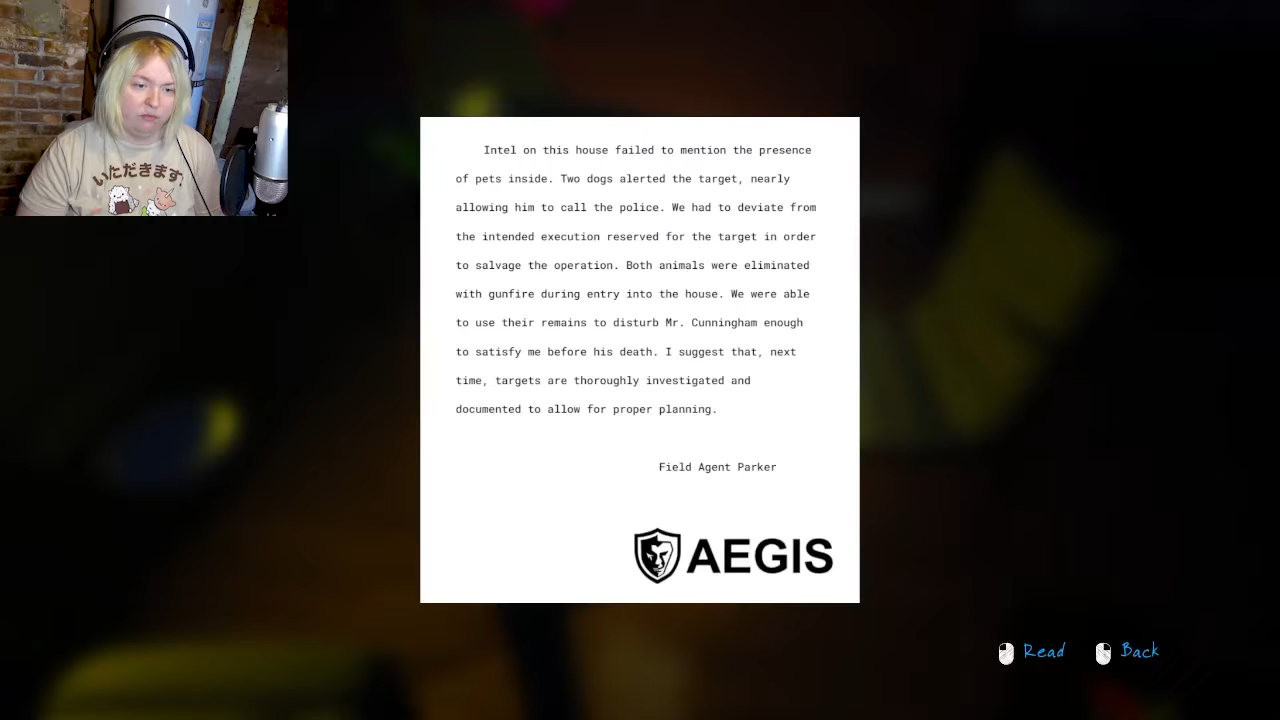 いただきます
Intel on this house failed to mention the presence
of pets inside. Two dogs alerted the target, nearly
allowing him to call the police. We had to deviate from
the intended execution reserved for the target in order
to salvage the operation. Both animals were eliminated
with gunfire during entry into the house. We were able
to use their remains to disturb Mr. Cunningham enough
to satisfy me before his death. I suggest that, next
time, targets are thoroughly investigated and
documented to allow for proper planning.
Field Agent Parker
AEGIS
Read
Back